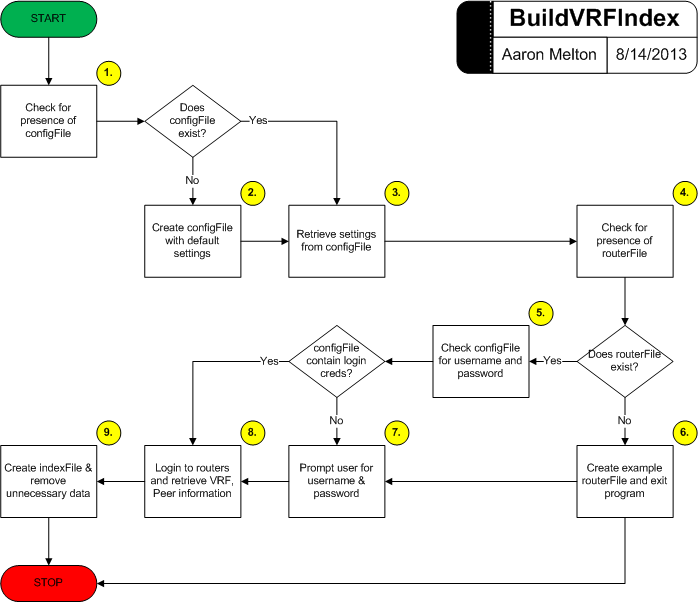 START
BuildVRFIndex
Aaron Melton
8/14/2013
1.
Check for
presence of
configFile
Does
configFile
exist?
Yes
No
2.
Create configFile
with default
settings
3.
Retrieve settings
from configFile
4.
Check for
presence of
routerFile
Does routerFile
exist?
Yes
No
5.
Check configFile
for username and
password
configFile
contain login
creds?
Yes
No
6.
Create example
routerFile and exit
program
7.
Prompt user for
username &
password
8.
Login to routers
and retrieve VRF,
Peer information
9.
Create indexFile &
remove
unnecessary data
STOP